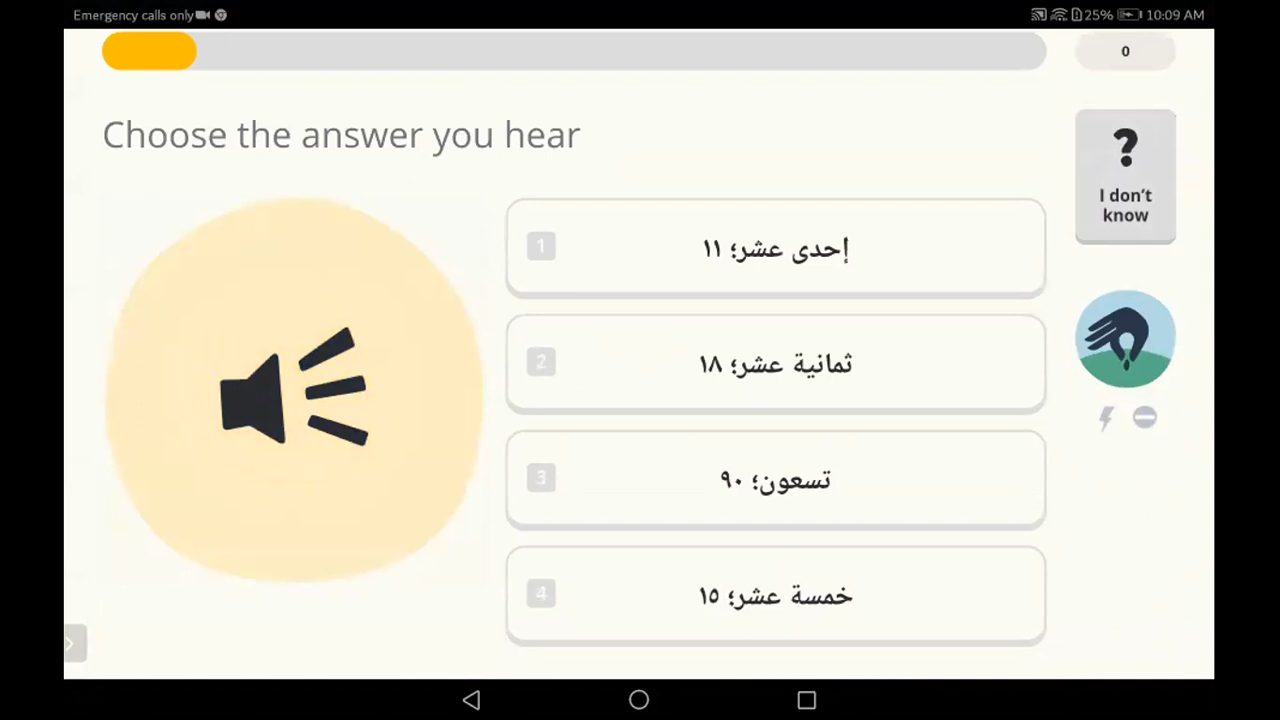 Emergency calls only
25% 10:09 AM
0
Choose the answer you hear
?
I don't
know
1
إحدى عشر؛ ١١
2
ثمانية عشر؛ ١٨
3
تسعون؛ ٩٠
4
خمسة عشر؛ ١٥